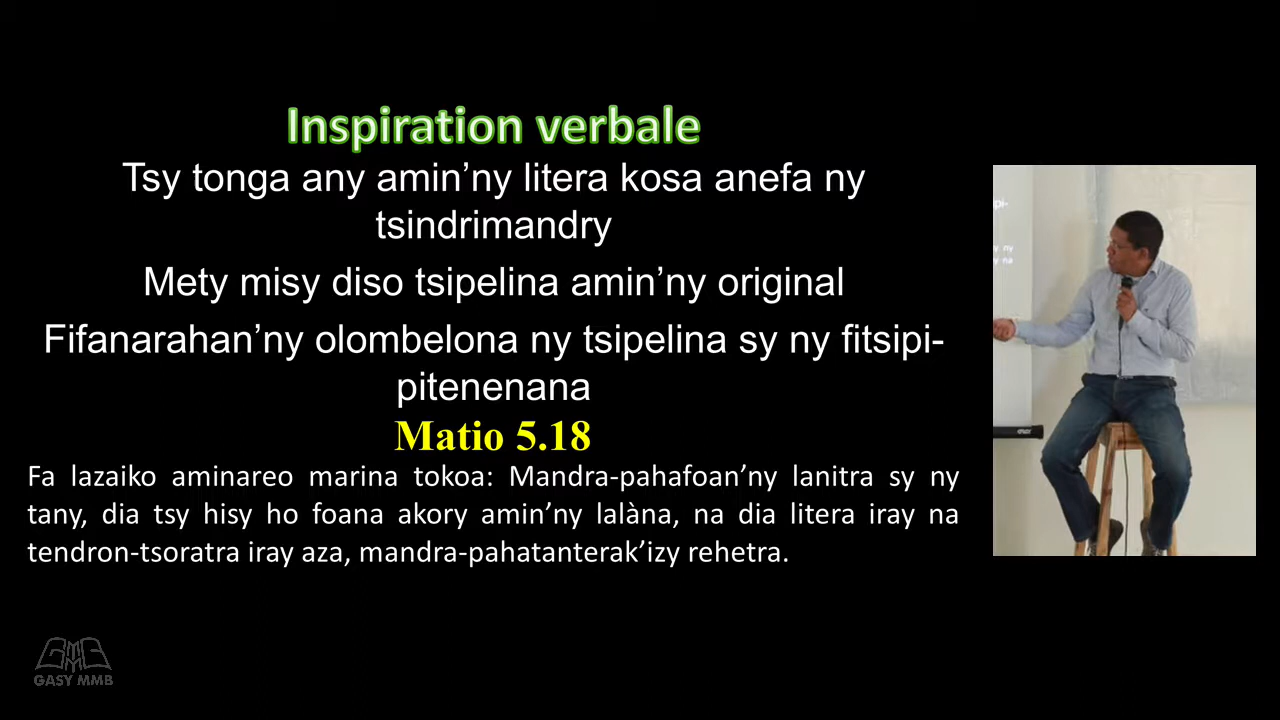 Inspiration verbale
Tsy tonga any amin’ny litera kosa anefa ny
tsindrimandry
Mety misy diso tsipelina amin’ny original
Fifanarahan’ny olombelona ny tsipelina sy ny fitsipi-
pitenenana
Matio 5.18
Fa lazaiko aminareo marina tokoa: Mandra-pahafoan’ny lanitra sy ny
tany, dia tsy hisy ho foana akory amin’ny lalàna, na dia litera iray na
tendron-tsoratra iray aza, mandra-pahatanterak’izy rehetra.
GASY MMB